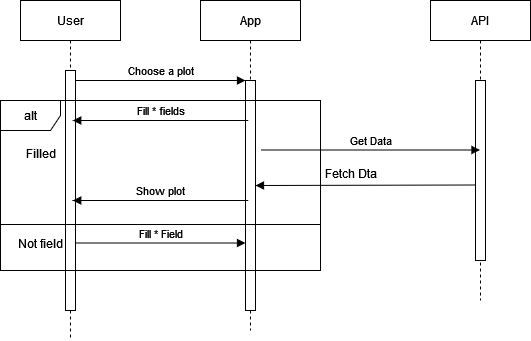 User
App
API
Choose a plot
alt
Fill * fields
Filled
Get Data
Fetch Dta
Show plot
Not field
Fill * Field